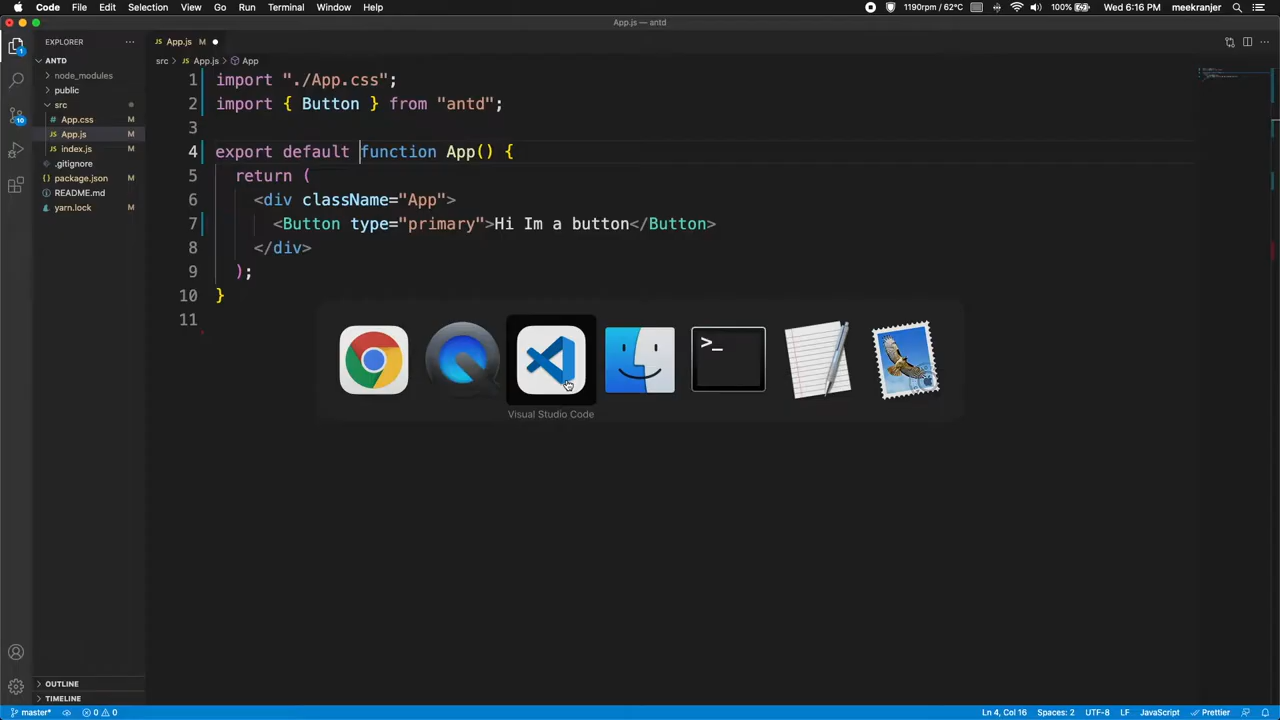 Code File Edit Selection View Go Run Terminal Window Help 1190rpm / 62°C 100% Wed 6:16 PM meekranjer
App.js — antd
EXPLORER
App.js M
ANTD
src > App.js > App
node_modules
public
src
App.css M
App.js M
index.js M
.gitignore
package.json M
README.md
yarn.lock M
1 import "./App.css";
2 import { Button } from "antd";
3
4 export default function App() {
5 return (
6 <div className="App">
7 <Button type="primary">Hi Im a button</Button>
8 </div>
9 );
10 }
11
>_
Visual Studio Code
1
10
OUTLINE
TIMELINE
master* 0 0 Ln 4, Col 16 Spaces: 2 UTF-8 LF JavaScript Prettier